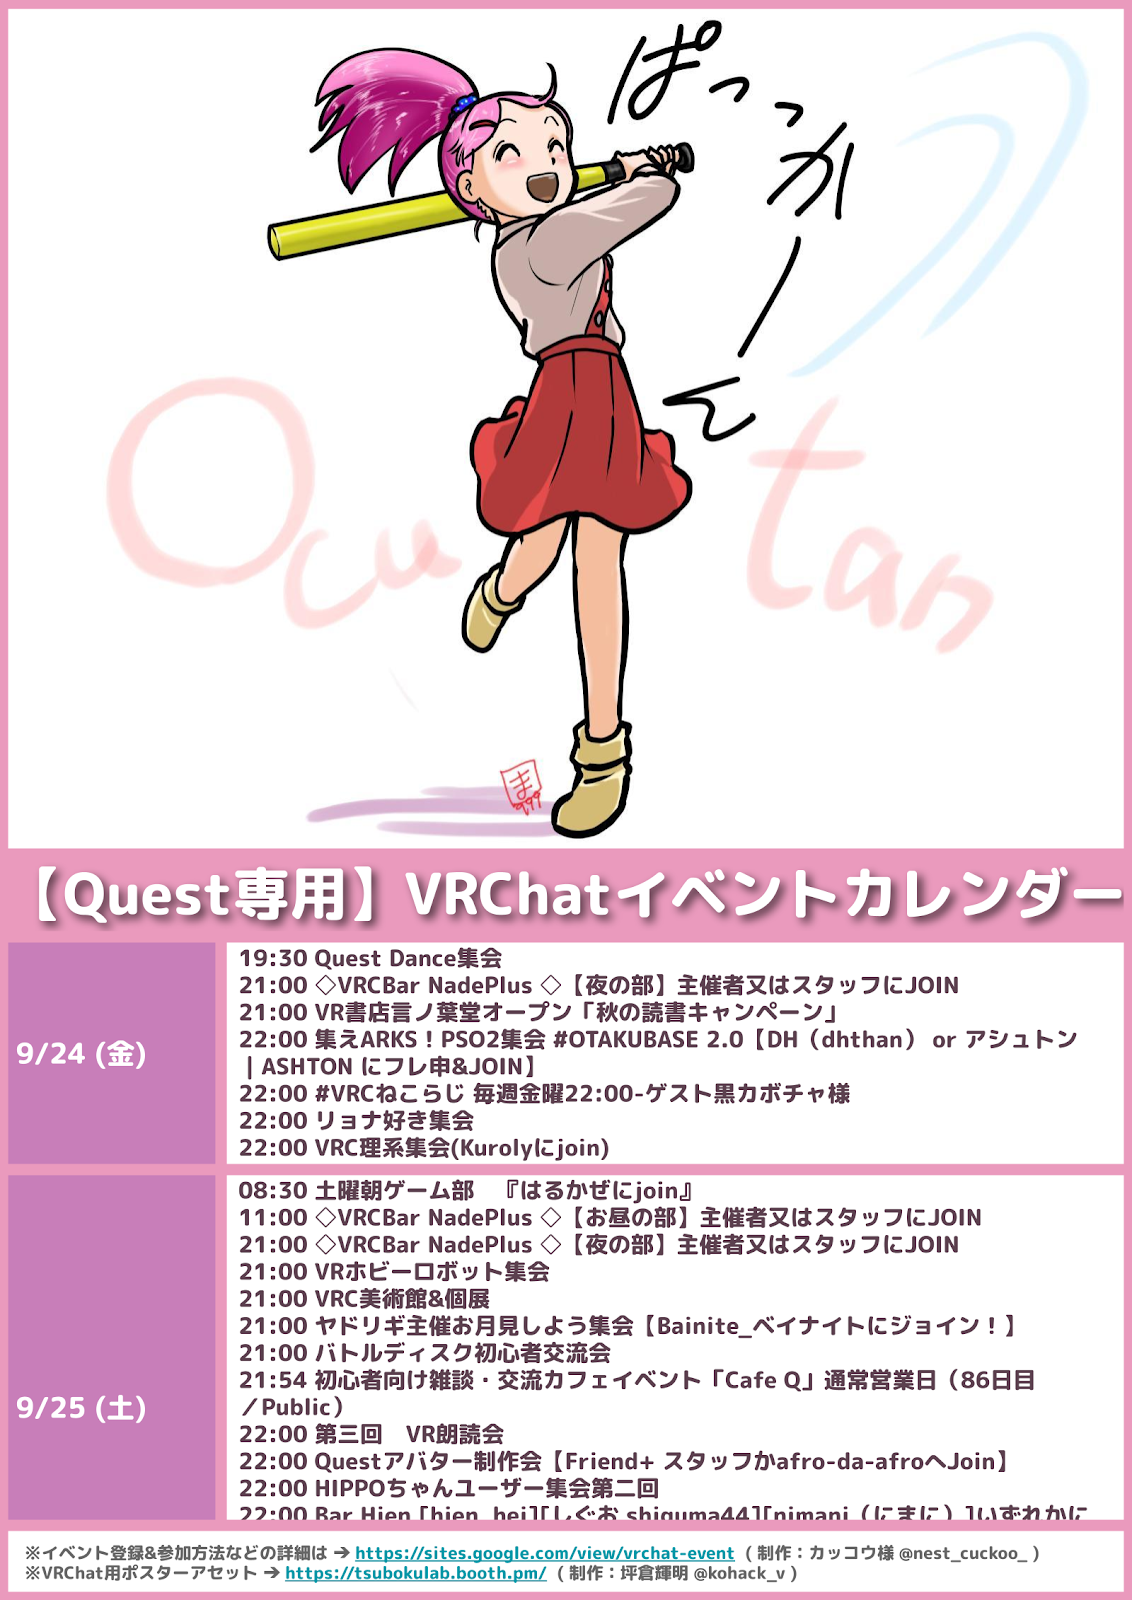 ぱっっかーん
Ocutan
ま
999
【Quest専用】VRChatイベントカレンダー
9/24 (金)
19:30 Quest Dance集会
21:00 ◇VRCBar NadePlus ◇【夜の部】主催者又はスタッフにJOIN
21:00 VR書店言ノ葉堂オープン「秋の読書キャンペーン」
22:00 集えARKS！PSO2集会 #OTAKUBASE 2.0【DH（dhthan） or アシュトン
| ASHTON にフレ申&JOIN】
22:00 #VRCねこらじ 毎週金曜22:00-ゲスト黒カボチャ様
22:00 リョナ好き集会
22:00 VRC理系集会(Kurolyにjoin)
9/25 (土)
08:30 土曜朝ゲーム部　『はるかぜにjoin』
11:00 ◇VRCBar NadePlus ◇【お昼の部】主催者又はスタッフにJOIN
21:00 ◇VRCBar NadePlus ◇【夜の部】主催者又はスタッフにJOIN
21:00 VRホビーロボット集会
21:00 VRC美術館&個展
21:00 ヤドリギ主催お月見しよう集会【Bainite_ベイナイトにジョイン！】
21:00 バトルディスク初心者交流会
21:54 初心者向け雑談・交流カフェイベント「Cafe Q」通常営業日（86日目
／Public）
22:00 第三回　VR朗読会
22:00 Questアバター制作会【Friend+ スタッフかafro-da-afroへJoin】
22:00 HIPPOちゃんユーザー集会第二回
22:00 Bar Hien [hien_hei][しぐお shiguma44][nimani（にまに）]いずれかに
※イベント登録&参加方法などの詳細は ➔ https://sites.google.com/view/vrchat-event ( 制作：カッコウ様 @nest_cuckoo_ )
※VRChat用ポスターアセット ➔ https://tsubokulab.booth.pm/ ( 制作：坪倉輝明 @kohack_v )